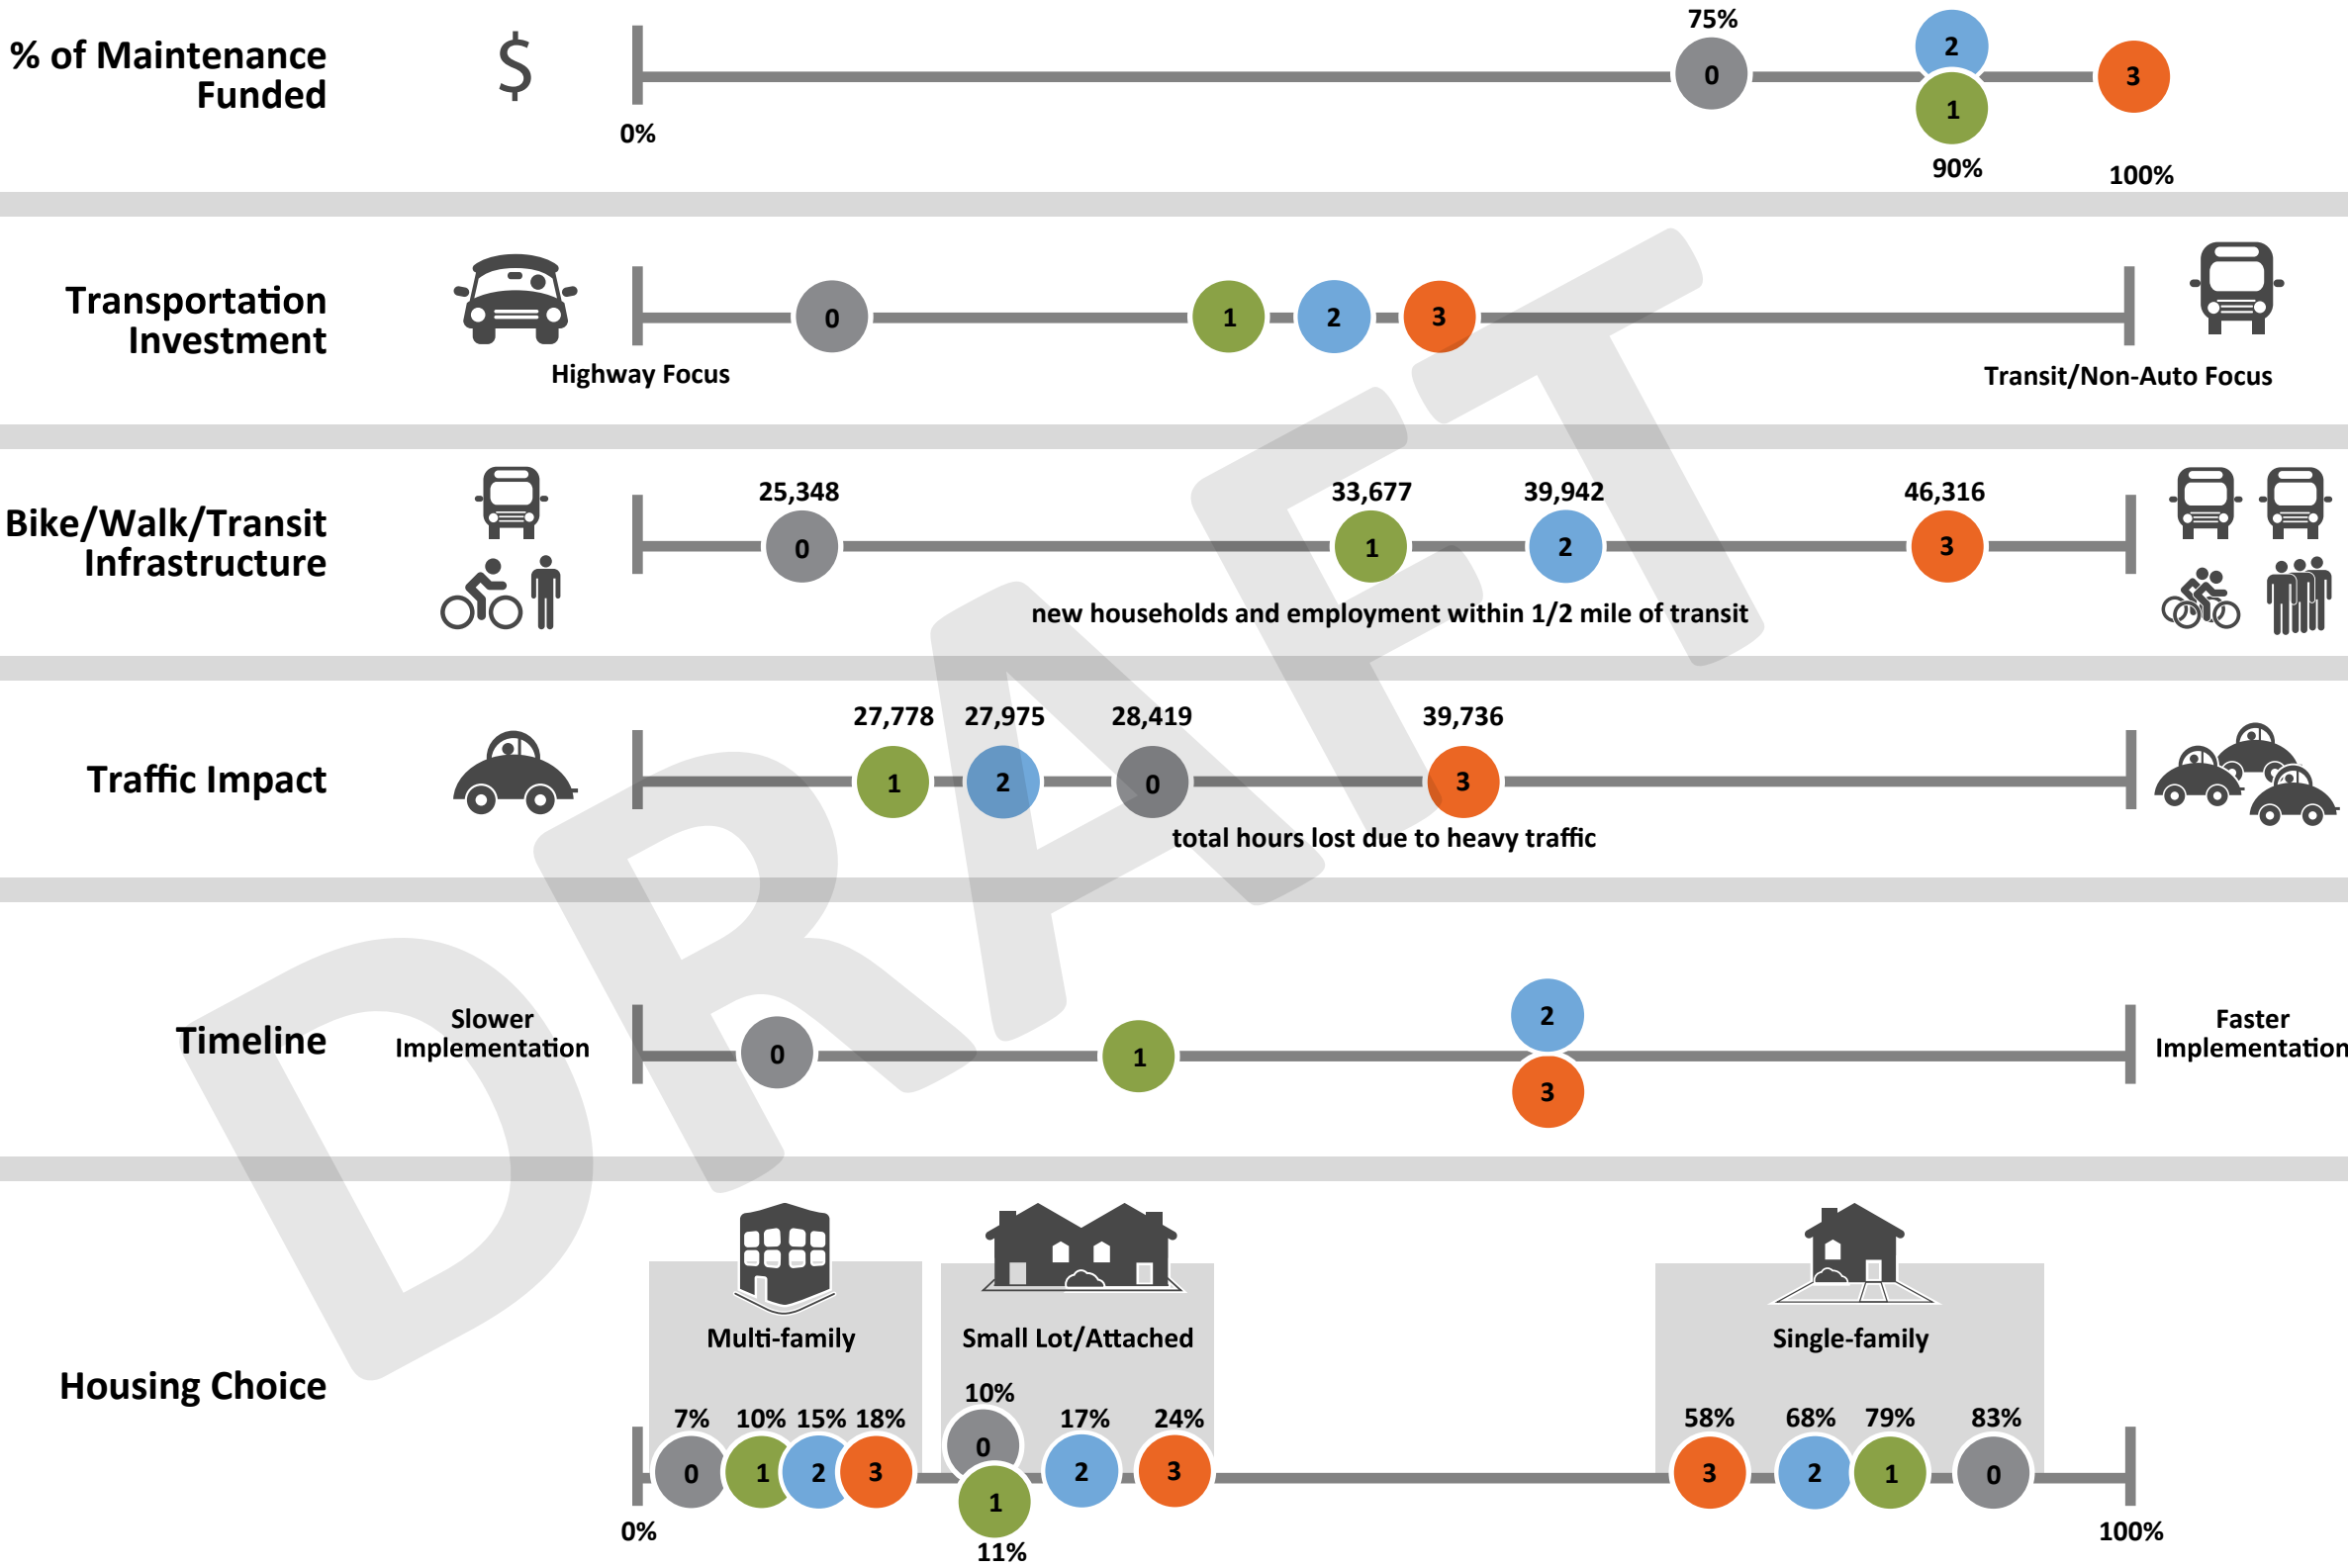 % of Maintenance
Funded
$
0%
75%
0
2
1
90%
3
100%
Transportation
Investment
Highway Focus
0
1
2
3
Transit/Non-Auto Focus
Bike/Walk/Transit
Infrastructure
25,348
33,677
39,942
46,316
0
1
2
3
new households and employment within 1/2 mile of transit
Traffic Impact
27,778
27,975
28,419
39,736
1
2
0
3
total hours lost due to heavy traffic
Timeline
Slower
Implementation
0
1
2
3
Faster
Implementation
Housing Choice
Multi-family
7%
10%
15%
18%
0
1
2
3
0%
Small Lot/Attached
10%
17%
24%
0
1
2
3
11%
Single-family
58%
68%
79%
83%
3
2
1
0
100%
DRAFT